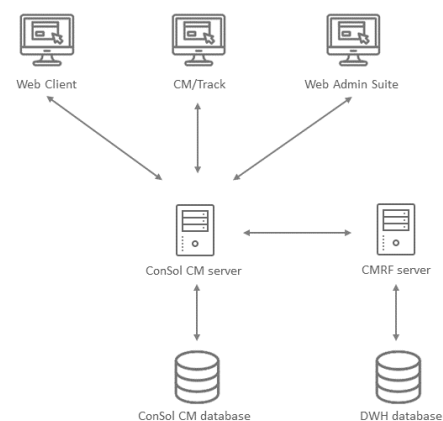 Web Client
CM/Track
Web Admin Suite
ConSol CM server
CMRF server
ConSol CM database
DWH database